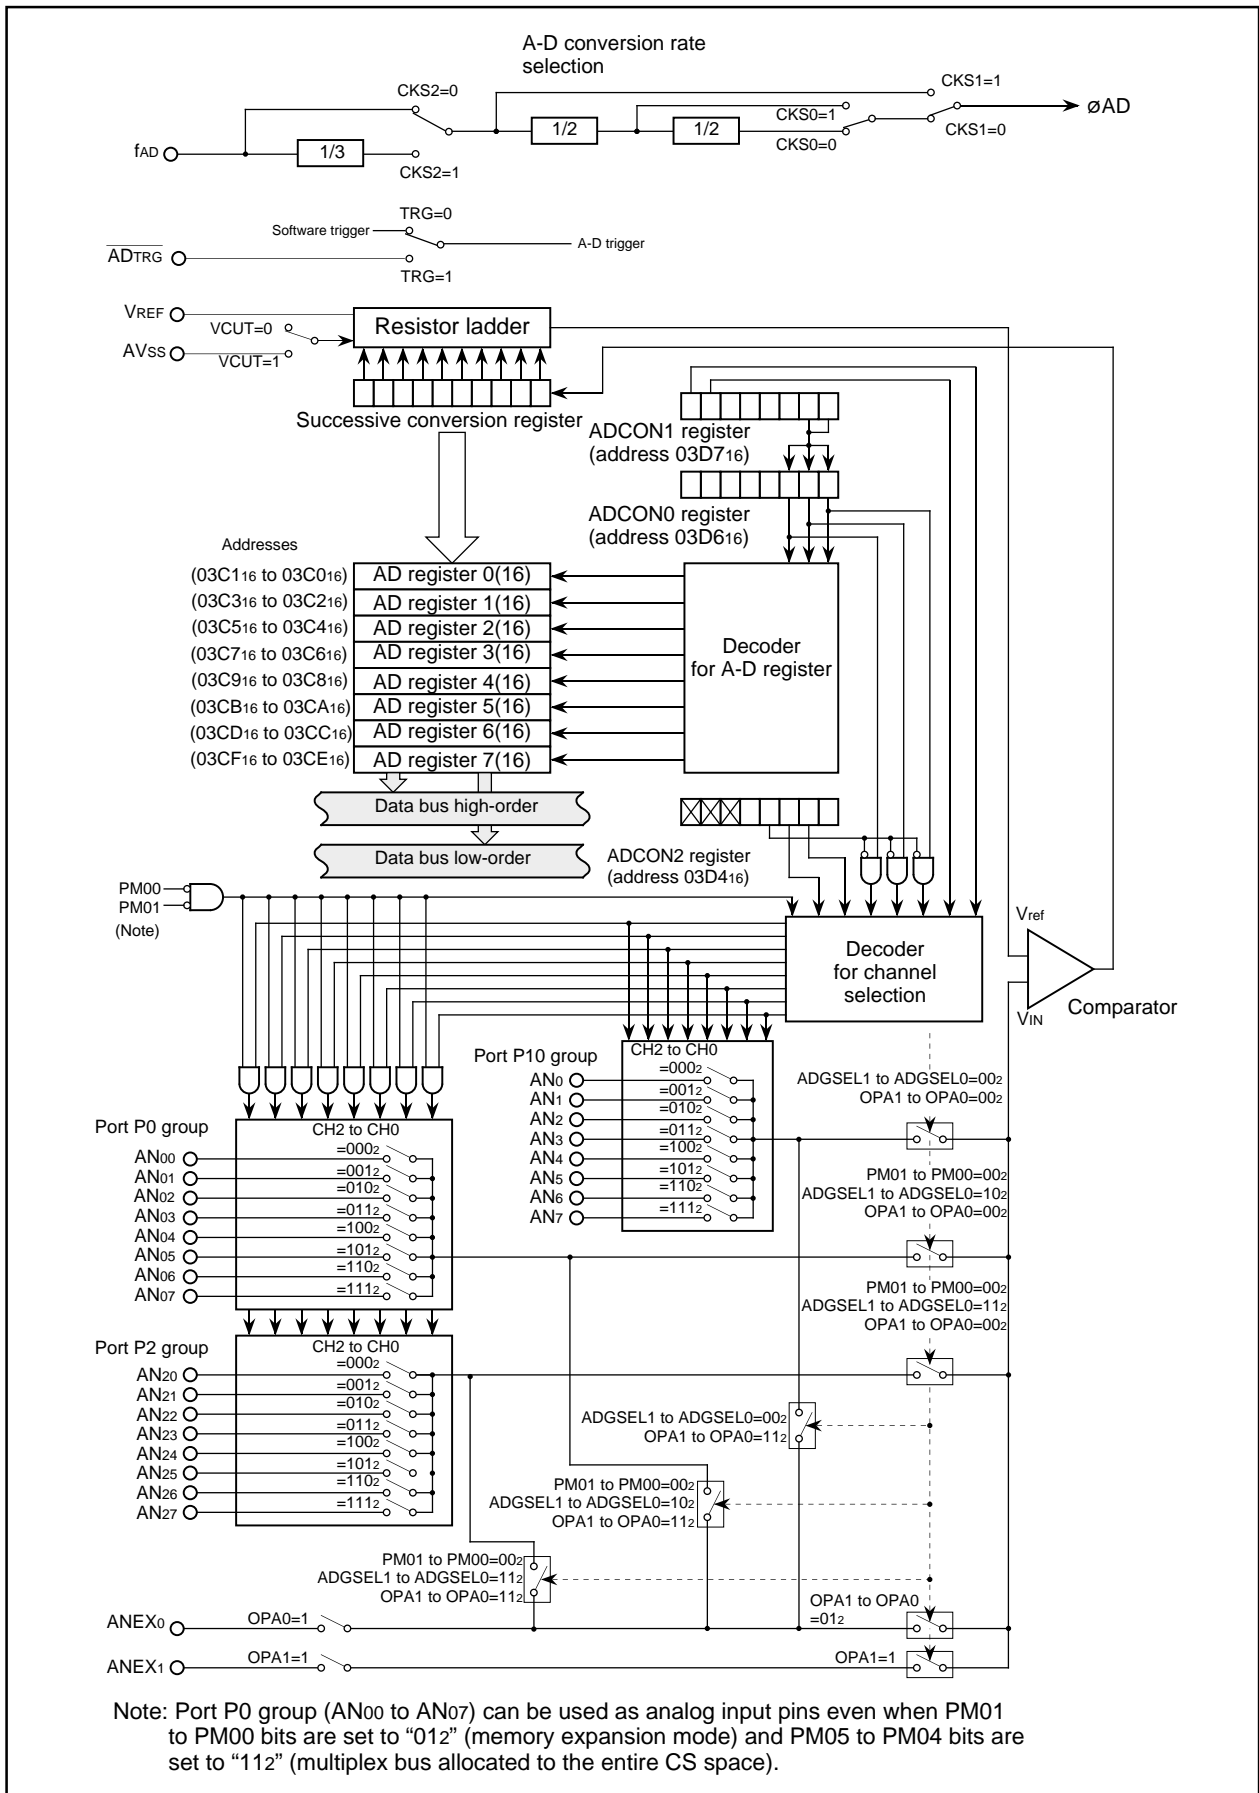 A-D conversion rate
selection
CKS2=0
CKS1=1
CKS0=1
øAD
fAD
1/3
1/2
1/2
CKS0=0
CKS1=0
CKS2=1
TRG=0
Software trigger
A-D trigger
ADTRG
TRG=1
VREF
VCUT=0
Resistor ladder
AVSS
VCUT=1
Successive conversion register
ADCON1 register
(address 03D716)
ADCON0 register
(address 03D616)
Addresses
(03C116 to 03C016) AD register 0(16)
(03C316 to 03C216) AD register 1(16)
(03C516 to 03C416) AD register 2(16)
(03C716 to 03C616) AD register 3(16)
(03C916 to 03C816) AD register 4(16)
(03CB16 to 03CA16) AD register 5(16)
(03CD16 to 03CC16) AD register 6(16)
(03CF16 to 03CE16) AD register 7(16)
Decoder
for A-D register
Data bus high-order
Data bus low-order
ADCON2 register
(address 03D416)
PM00
PM01
(Note)
Decoder
for channel
selection
Vref
VIN
Comparator
Port P10 group
CH2 to CH0
AN0 =0002
AN1 =0012
AN2 =0102
AN3 =0112
AN4 =1002
AN5 =1012
AN6 =1102
AN7 =1112
ADGSEL1 to ADGSEL0=002
OPA1 to OPA0=002
Port P0 group
CH2 to CH0
AN00 =0002
AN01 =0012
AN02 =0102
AN03 =0112
AN04 =1002
AN05 =1012
AN06 =1102
AN07 =1112
PM01 to PM00=002
ADGSEL1 to ADGSEL0=102
OPA1 to OPA0=002
PM01 to PM00=002
ADGSEL1 to ADGSEL0=112
OPA1 to OPA0=002
Port P2 group
CH2 to CH0
AN20 =0002
AN21 =0012
AN22 =0102
AN23 =0112
AN24 =1002
AN25 =1012
AN26 =1102
AN27 =1112
ADGSEL1 to ADGSEL0=002
OPA1 to OPA0=112
PM01 to PM00=002
ADGSEL1 to ADGSEL0=102
OPA1 to OPA0=112
PM01 to PM00=002
ADGSEL1 to ADGSEL0=112
OPA1 to OPA0=112
OPA1 to OPA0
=012
ANEX0
OPA0=1
ANEX1
OPA1=1
OPA1=1
Note: Port P0 group (AN00 to AN07) can be used as analog input pins even when PM01
to PM00 bits are set to “012” (memory expansion mode) and PM05 to PM04 bits are
set to “112” (multiplex bus allocated to the entire CS space).